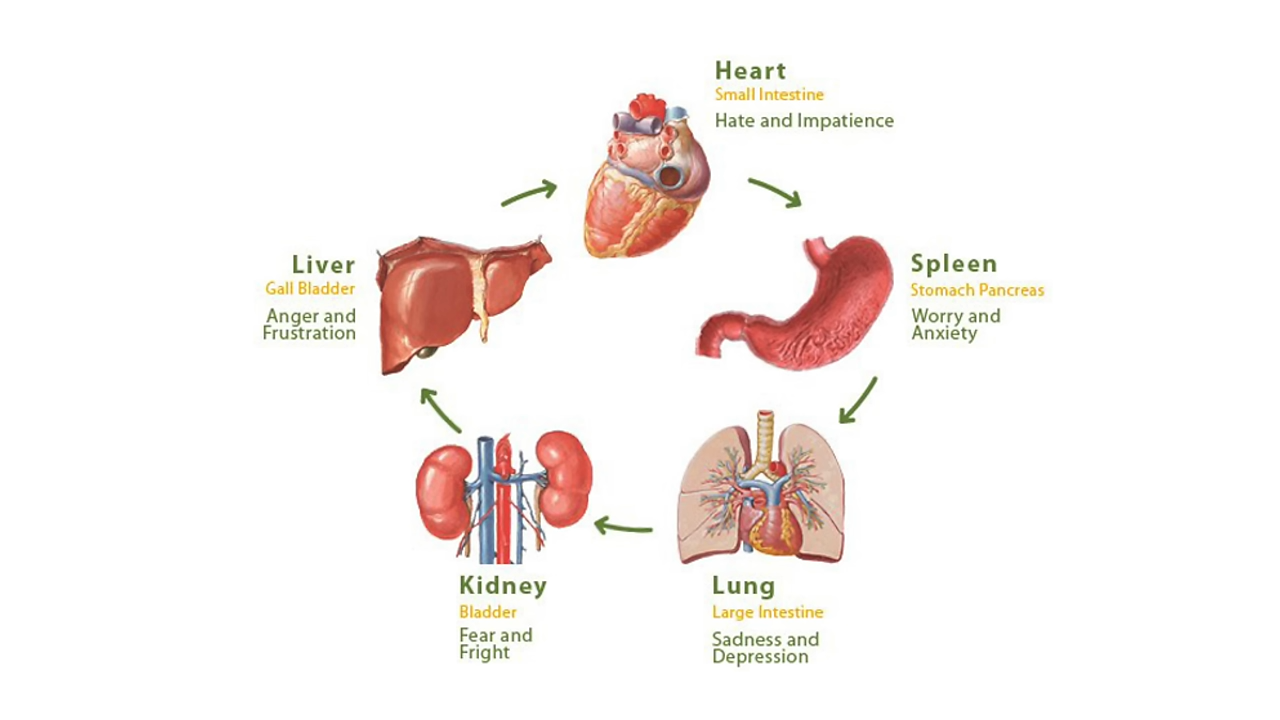 Heart
Small Intestine
Hate and Impatience
Liver
Gall Bladder
Anger and
Frustration
Spleen
Stomach Pancreas
Worry and
Anxiety
Kidney
Bladder
Fear and
Fright
Lung
Large Intestine
Sadness and
Depression